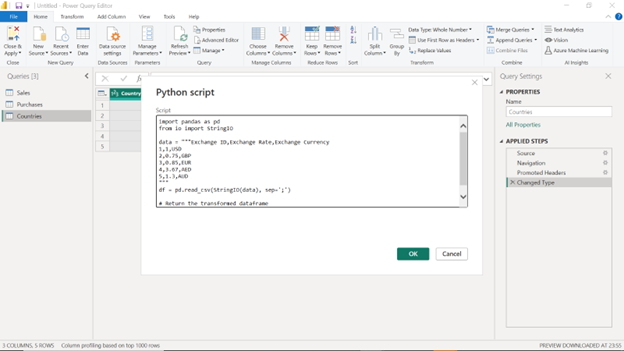 Untitled - Power Query Editor
File Home Transform Add Column View Tools Help
Close & Apply
New Source
Recent Sources
Enter Data
Data source settings
Manage Parameters
Refresh Preview
Properties
Advanced Editor
Manage
Choose Columns
Remove Columns
Keep Rows
Remove Rows
Split Column
Group By
Data Type: Whole Number
Use First Row as Headers
Replace Values
Merge Queries
Append Queries
Combine Files
Text Analytics
Vision
Azure Machine Learning
Close
New Query
Data Sources
Parameters
Query
Manage Columns
Reduce Rows
Sort
Transform
Combine
AI Insights
Queries [3]
Sales
Purchases
Countries
Country
1
2
3
4
5
Python script
Script
import pandas as pd
from io import StringIO
data = """Exchange ID,Exchange Rate,Exchange Currency
1,1,USD
2,0.75,GBP
3,0.85,EUR
4,3.67,AED
5,1.3,AUD
"""
df = pd.read_csv(StringIO(data), sep=';')
# Return the transformed dataframe
OK
Cancel
Query Settings
PROPERTIES
Name
Countries
All Properties
APPLIED STEPS
Source
Navigation
Promoted Headers
Changed Type
3 COLUMNS, 5 ROWS Column profiling based on top 1000 rows
PREVIEW DOWNLOADED AT 23:55